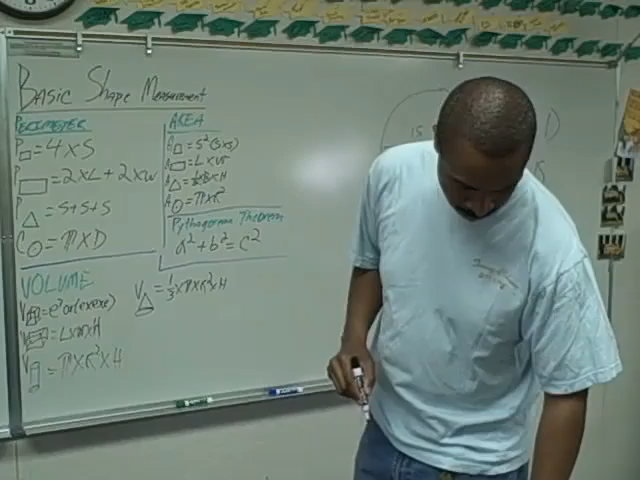 Basic Shape Measurement
Perimeter
P□ = 4 x S
P▭ = 2 x L + 2 x W
P△ = S + S + S
C○ = π x D
AREA
A□ = S² (S x S)
A▭ = L x W
A△ = ½ B x H
A○ = π x R²
Pythagorean Theorem
a² + b² = c²
VOLUME
V = e³ or (e x e x e)
V = L x W x H
V = π x R² x H
V = ⅓ x π x R² x H
15